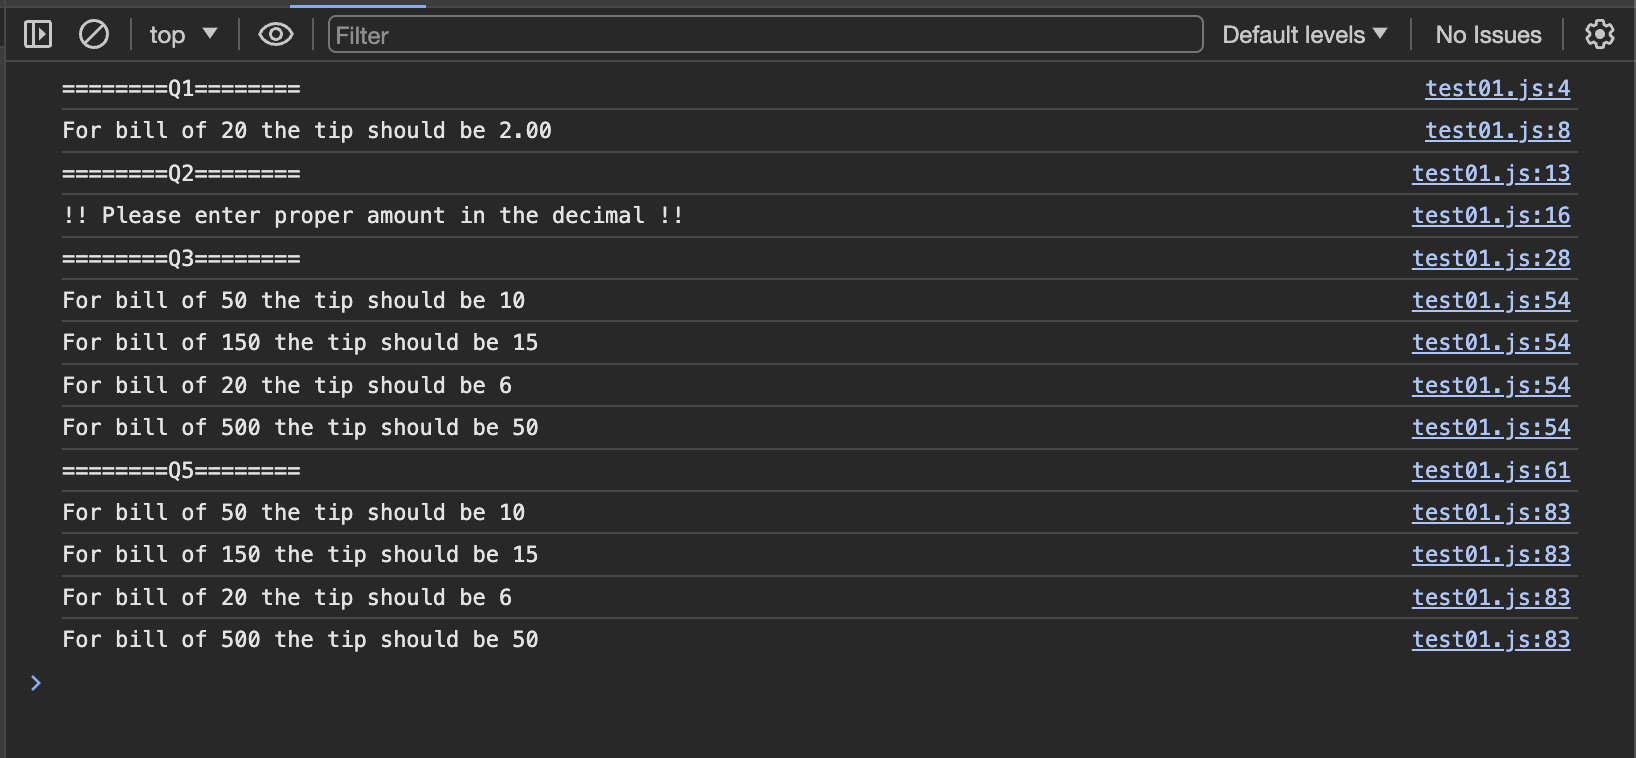 top Filter Default levels No Issues
========Q1======== test01.js:4
For bill of 20 the tip should be 2.00 test01.js:8
========Q2======== test01.js:13
!! Please enter proper amount in the decimal !! test01.js:16
========Q3======== test01.js:28
For bill of 50 the tip should be 10 test01.js:54
For bill of 150 the tip should be 15 test01.js:54
For bill of 20 the tip should be 6 test01.js:54
For bill of 500 the tip should be 50 test01.js:54
========Q5======== test01.js:61
For bill of 50 the tip should be 10 test01.js:83
For bill of 150 the tip should be 15 test01.js:83
For bill of 20 the tip should be 6 test01.js:83
For bill of 500 the tip should be 50 test01.js:83